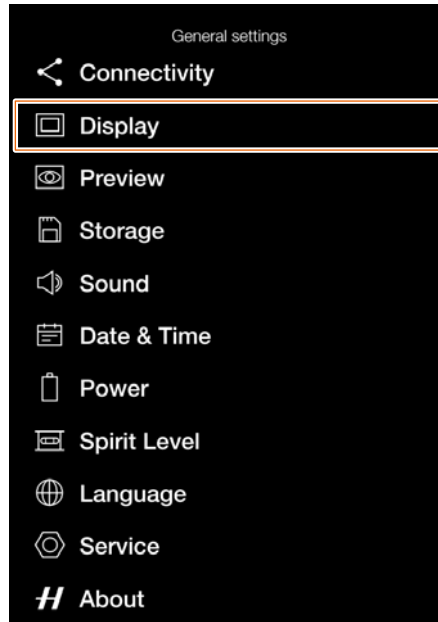 General settings
Connectivity
Display
Preview
Storage
Sound
Date & Time
Power
Spirit Level
Language
Service
About